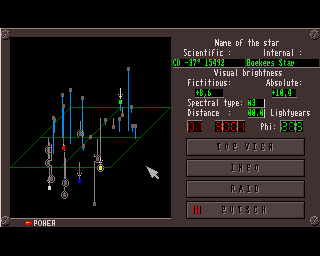 Name of the star
Scientific : Internal :
CD -37° 15492 Boekers Star
Visual brightness
Fictitious: Absolute:
+8,6 +10,4
Spectral type: M3
Distance : Lightyears
Phi:
TOP VIEW
INFO
RAID
PUTSCH
POWER